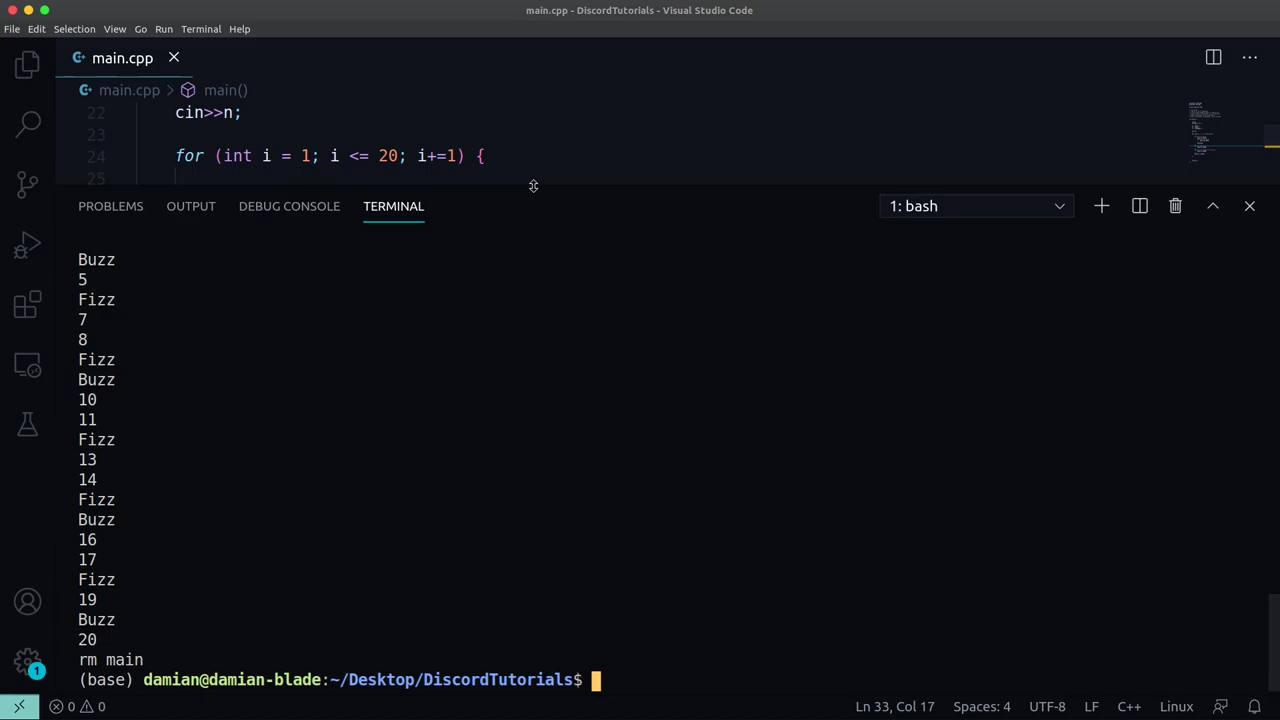 main.cpp - DiscordTutorials - Visual Studio Code
File Edit Selection View Go Run Terminal Help
main.cpp
main.cpp > main()
22 cin>>n;
23
24 for (int i = 1; i <= 20; i+=1) {
25
PROBLEMS OUTPUT DEBUG CONSOLE TERMINAL 1: bash
Buzz
5
Fizz
7
8
Fizz
Buzz
10
11
Fizz
13
14
Fizz
Buzz
16
17
Fizz
19
Buzz
20
rm main
(base) damian@damian-blade:~/Desktop/DiscordTutorials$
1
0 0 Ln 33, Col 17 Spaces: 4 UTF-8 LF C++ Linux